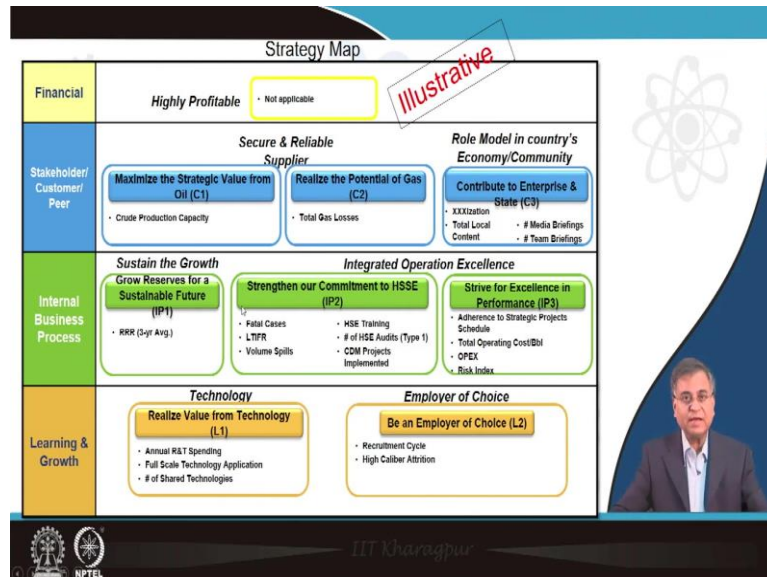 Strategy Map
Illustrative
Financial
Highly Profitable
• Not applicable
Stakeholder/
Customer/
Peer
Secure & Reliable
Supplier
Role Model in country's
Economy/Community
Maximize the Strategic Value from
Oil (C1)
• Crude Production Capacity
Realize the Potential of Gas
(C2)
• Total Gas Losses
Contribute to Enterprise &
State (C3)
• XXXization
• Total Local
Content
• # Media Briefings
• # Team Briefings
Internal
Business
Process
Sustain the Growth
Integrated Operation Excellence
Grow Reserves for a
Sustainable Future
(IP1)
• RRR (3-yr Avg.)
Strengthen our Commitment to HSSE
(IP2)
• Fatal Cases
• LTIFR
• Volume Spills
• HSE Training
• # of HSE Audits (Type 1)
• CDM Projects
Implemented
Strive for Excellence in
Performance (IP3)
• Adherence to Strategic Projects
Schedule
• Total Operating Cost/Bbl
• OPEX
• Risk Index
Learning &
Growth
Technology
Employer of Choice
Realize Value from Technology
(L1)
• Annual R&T Spending
• Full Scale Technology Application
• # of Shared Technologies
Be an Employer of Choice (L2)
• Recruitment Cycle
• High Caliber Attrition
IIT Kharagpur
NPTEL